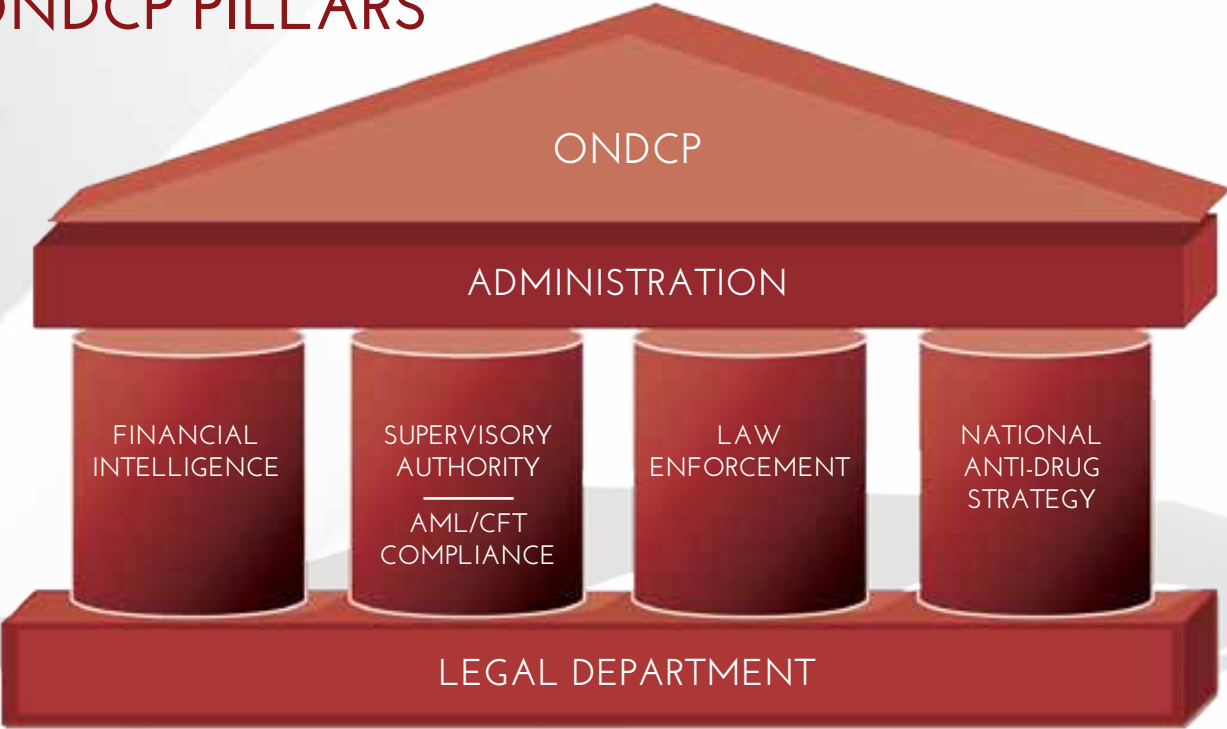 ONDCP PILLARS
ONDCP
ADMINISTRATION
FINANCIAL
INTELLIGENCE
SUPERVISORY
AUTHORITY
AML/CFT
COMPLIANCE
LAW
ENFORCEMENT
NATIONAL
ANTI-DRUG
STRATEGY
LEGAL DEPARTMENT